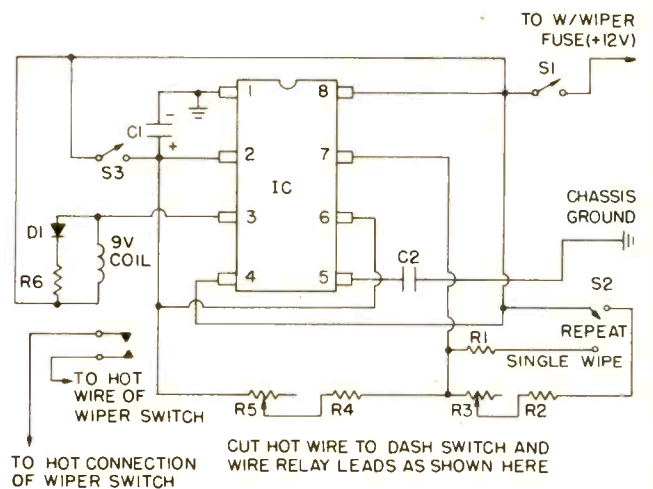 TO W/WIPER
FUSE(+12V)
S1
1
8
-
C1
+
2
7
S3
IC
CHASSIS
GROUND
3
6
D1
9V
COIL
C2
R6
4
5
S2
REPEAT
R1
SINGLE WIPE
TO HOT
WIRE OF
WIPER SWITCH
R5
R4
R3
R2
CUT HOT WIRE TO DASH SWITCH AND
WIRE RELAY LEADS AS SHOWN HERE
TO HOT CONNECTION
OF WIPER SWITCH